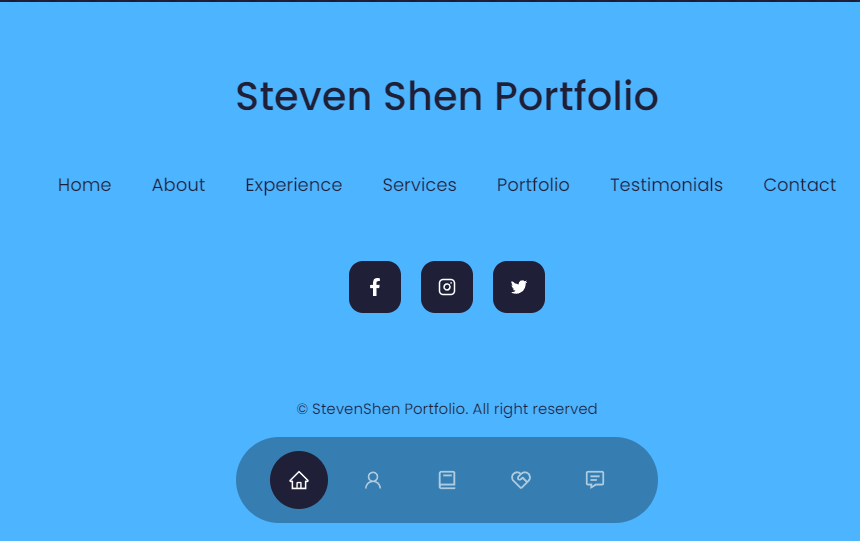 Steven Shen Portfolio
Home About Experience Services Portfolio Testimonials Contact
© StevenShen Portfolio. All right reserved